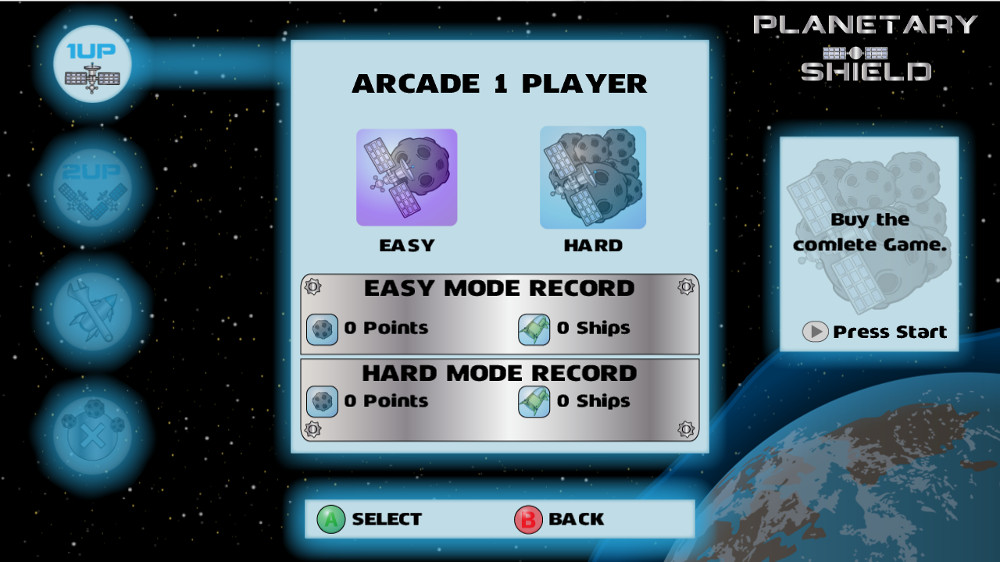 1UP
2UP
ARCADE 1 PLAYER
EASY
HARD
EASY MODE RECORD
0 Points
0 Ships
HARD MODE RECORD
0 Points
0 Ships
A SELECT
B BACK
PLANETARY
SHIELD
Buy the
comlete Game.
Press Start